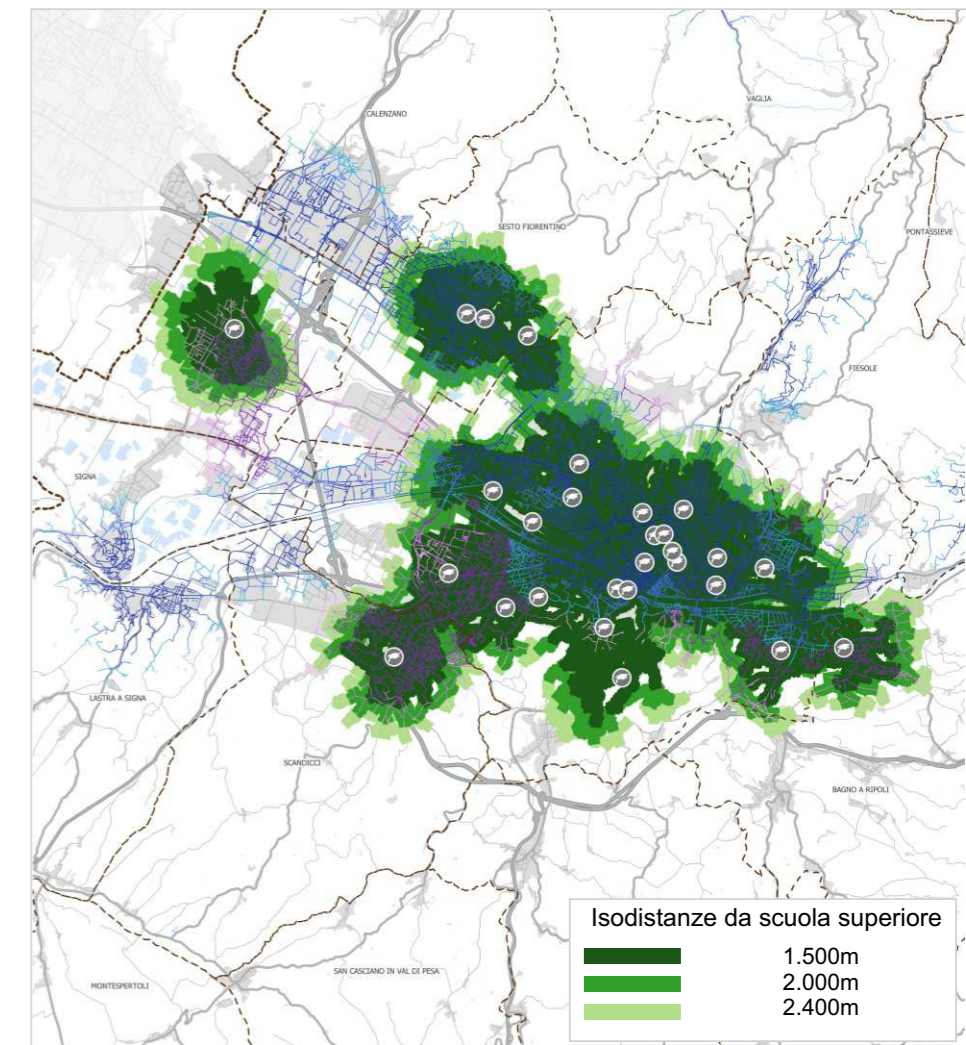 VAGLIA
CALENZANO
SESTO FIORENTINO
PONTASSIEVE
FIESOLE
SIGNA
LASTRA A SIGNA
SCANDICCI
BAGNO A RIPOLI
SAN CASCIANO IN VAL DI PESA
MONTESPERTOLI
Isodistanze da scuola superiore
1.500m
2.000m
2.400m